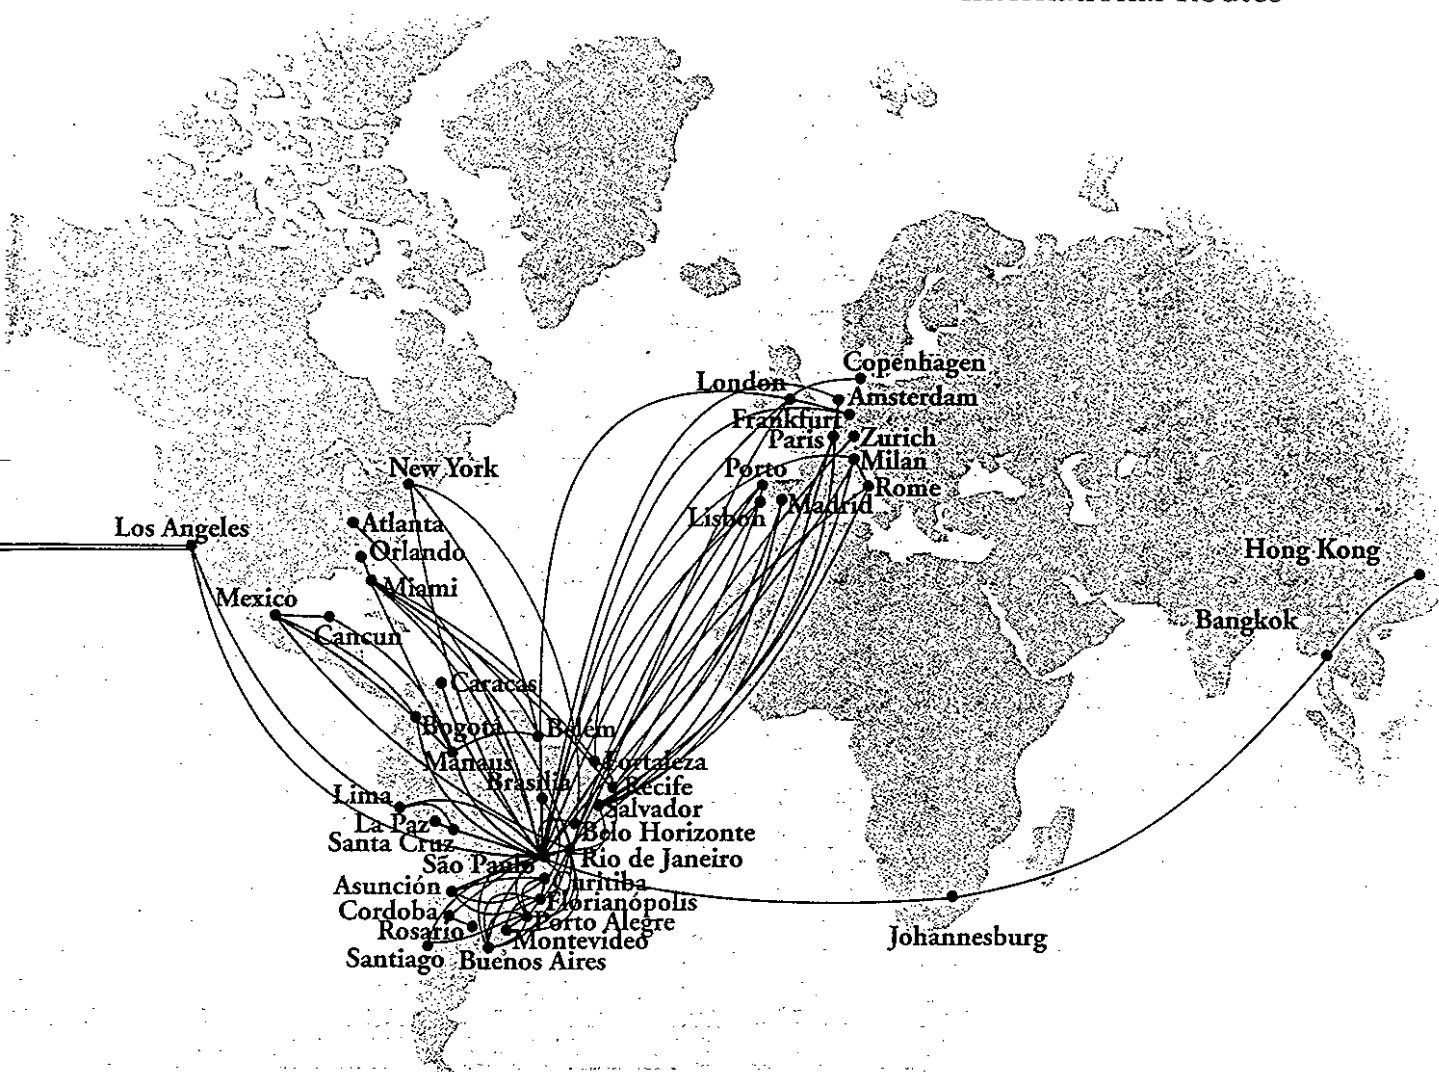 International Routes
Copenhagen
London
Amsterdam
Frankfurt
Paris
Zurich
Milan
New York
Porto
Rome
Madrid
Lisbon
Atlanta
Los Angeles
Orlando
Hong Kong
Miami
Mexico
Bangkok
Cancun
Caracas
Bogotá
Belém
Manaus
Fortaleza
Brasília
Recife
Lima
Salvador
La Paz
Belo Horizonte
Santa Cruz
São Paulo
Rio de Janeiro
Asunción
Curitiba
Florianópolis
Cordoba
Porto Alegre
Rosario
Johannesburg
Montevideo
Santiago
Buenos Aires